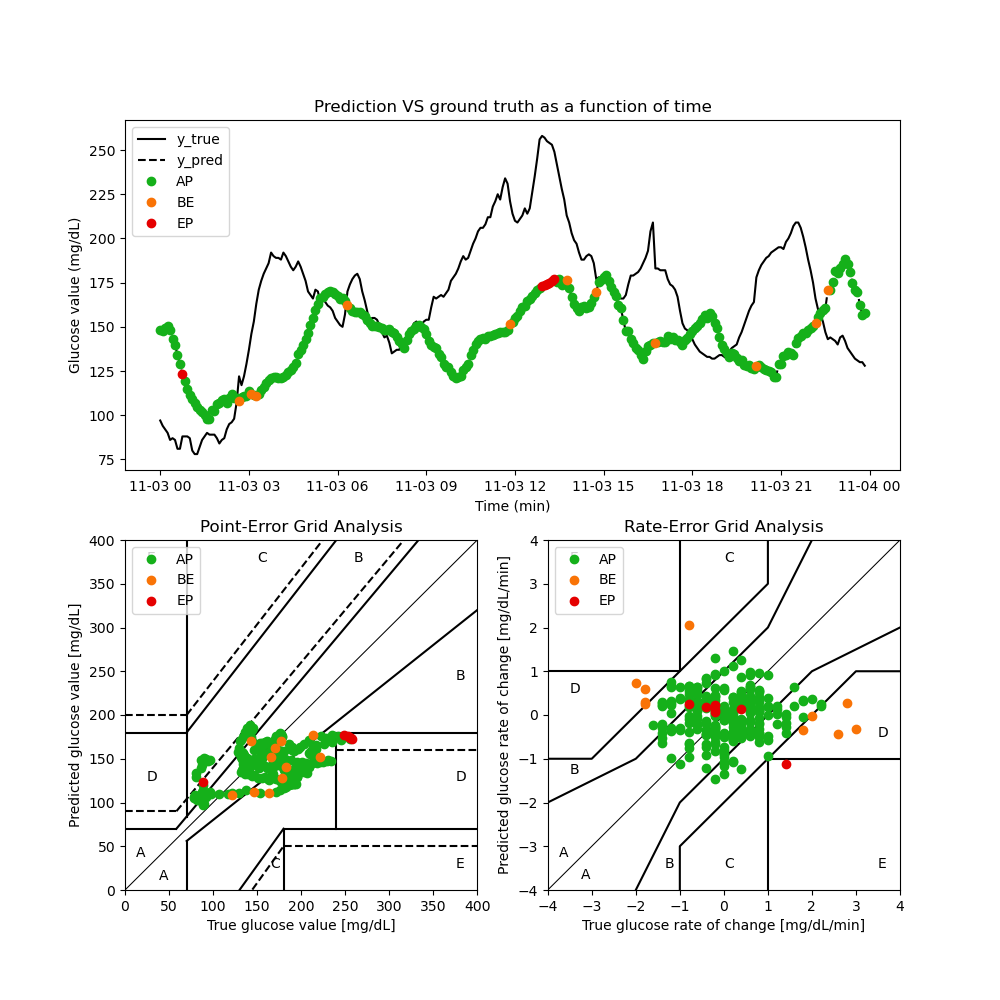 Prediction VS ground truth as a function of time
Glucose value (mg/dL)
250
225
200
175
150
125
100
75
y_true
y_pred
AP
BE
EP
11-03 00 11-03 03 11-03 06 11-03 09 11-03 12 11-03 15 11-03 18 11-03 21 11-04 00
Time (min)
Point-Error Grid Analysis
Predicted glucose value [mg/dL]
400
350
300
250
200
150
100
50
0
AP
BE
EP
C
B
B
D
D
A
A
C
E
0 50 100 150 200 250 300 350 400
True glucose value [mg/dL]
Rate-Error Grid Analysis
Predicted glucose rate of change [mg/dL/min]
4
3
2
1
0
−1
−2
−3
−4
AP
BE
EP
C
D
D
B
A
A
B
C
E
−4 −3 −2 −1 0 1 2 3 4
True glucose rate of change [mg/dL/min]